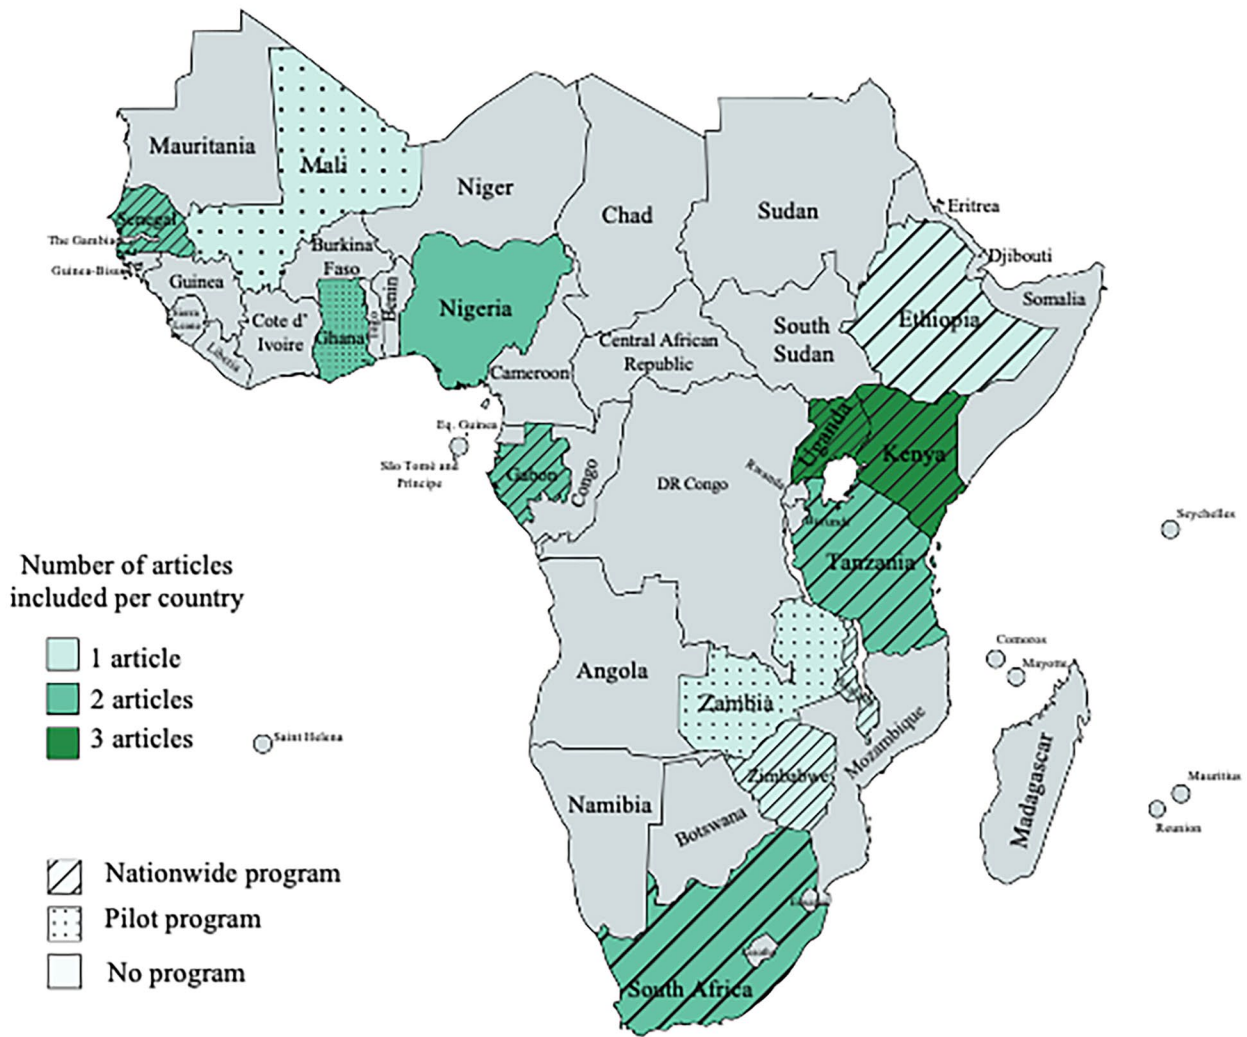 Mauritania
Mali
Niger
Chad
Sudan
Eritrea
Senegal
The Gambia
Guinea-Bissau
Burkina
Faso
Djibouti
Guinea
Benin
Somalia
Sierra
Leone
Cote d'
Ivoire
Ghana
Togo
Nigeria
South
Sudan
Ethiopia
Liberia
Central African
Republic
Cameroon
Eq. Guinea
São Tomé and
Principe
Gabon
Congo
DR Congo
Uganda
Kenya
Rwanda
Burundi
Seychelles
Tanzania
Number of articles
included per country
1 article
2 articles
3 articles
Saint Helena
Angola
Zambia
Comoros
Mayotte
Mozambique
Madagascar
Zimbabwe
Mauritius
Reunion
Namibia
Botswana
South Africa
Nationwide program
Pilot program
No program